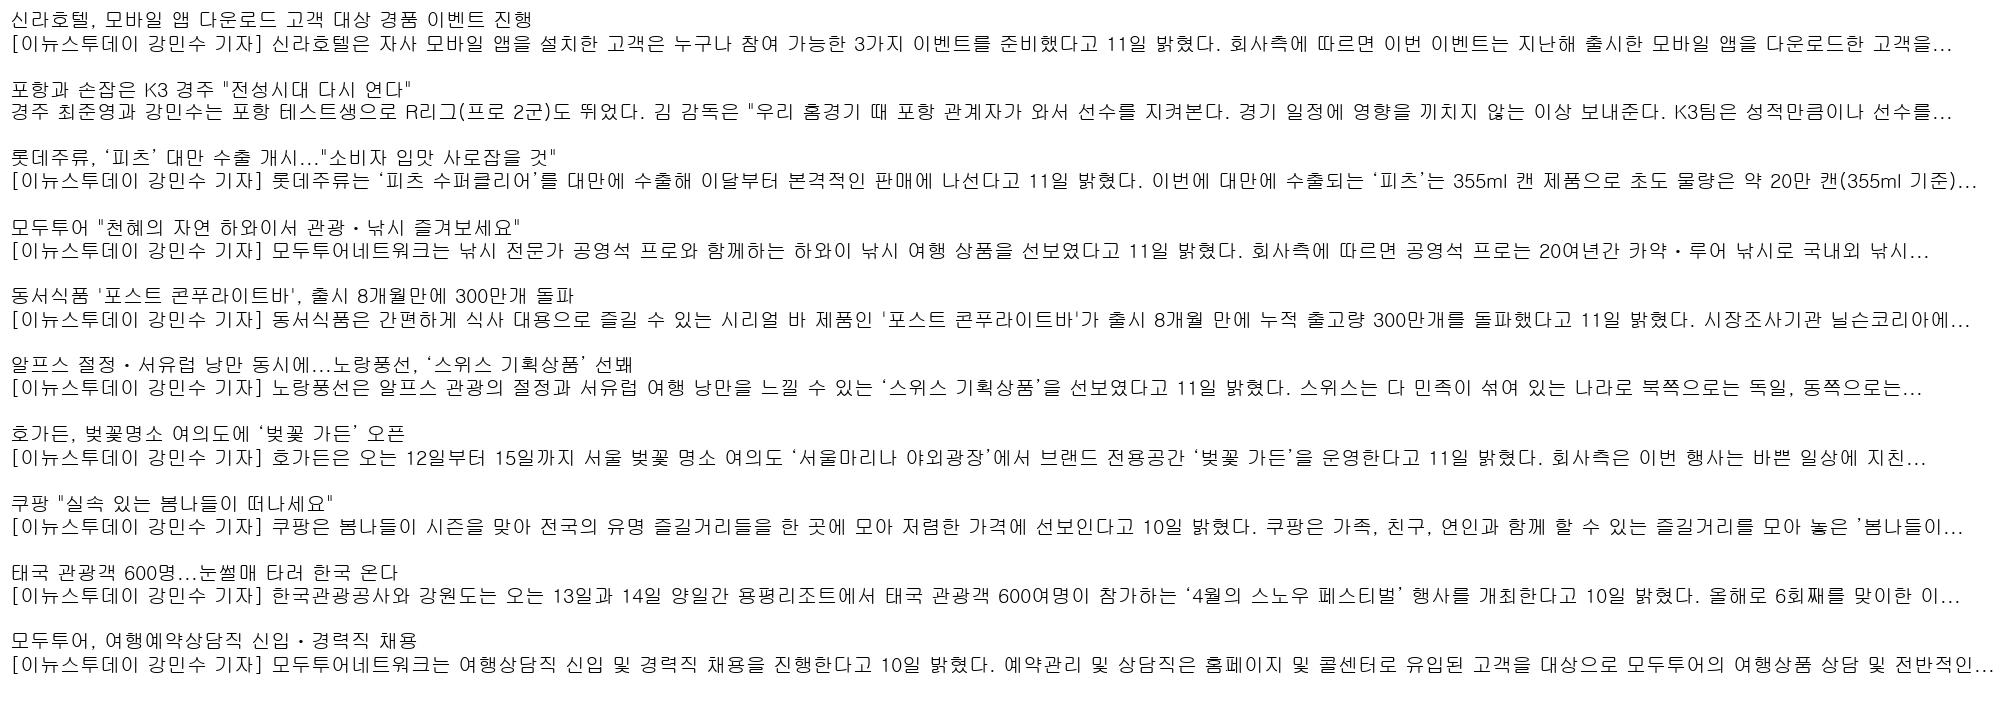 신라호텔, 모바일 앱 다운로드 고객 대상 경품 이벤트 진행
[이뉴스투데이 강민수 기자] 신라호텔은 자사 모바일 앱을 설치한 고객은 누구나 참여 가능한 3가지 이벤트를 준비했다고 11일 밝혔다. 회사측에 따르면 이번 이벤트는 지난해 출시한 모바일 앱을 다운로드한 고객을...
포항과 손잡은 K3 경주 "전성시대 다시 연다"
경주 최준영과 강민수는 포항 테스트생으로 R리그(프로 2군)도 뛰었다. 김 감독은 "우리 홈경기 때 포항 관계자가 와서 선수를 지켜본다. 경기 일정에 영향을 끼치지 않는 이상 보내준다. K3팀은 성적만큼이나 선수를...
롯데주류, ‘피츠’ 대만 수출 개시..."소비자 입맛 사로잡을 것"
[이뉴스투데이 강민수 기자] 롯데주류는 ‘피츠 수퍼클리어’를 대만에 수출해 이달부터 본격적인 판매에 나선다고 11일 밝혔다. 이번에 대만에 수출되는 ‘피츠’는 355ml 캔 제품으로 초도 물량은 약 20만 캔(355ml 기준)...
모두투어 "천혜의 자연 하와이서 관광・낚시 즐겨보세요"
[이뉴스투데이 강민수 기자] 모두투어네트워크는 낚시 전문가 공영석 프로와 함께하는 하와이 낚시 여행 상품을 선보였다고 11일 밝혔다. 회사측에 따르면 공영석 프로는 20여년간 카약・루어 낚시로 국내외 낚시...
동서식품 '포스트 콘푸라이트바', 출시 8개월만에 300만개 돌파
[이뉴스투데이 강민수 기자] 동서식품은 간편하게 식사 대용으로 즐길 수 있는 시리얼 바 제품인 '포스트 콘푸라이트바'가 출시 8개월 만에 누적 출고량 300만개를 돌파했다고 11일 밝혔다. 시장조사기관 닐슨코리아에...
알프스 절정・서유럽 낭만 동시에...노랑풍선, ‘스위스 기획상품’ 선봬
[이뉴스투데이 강민수 기자] 노랑풍선은 알프스 관광의 절정과 서유럽 여행 낭만을 느낄 수 있는 ‘스위스 기획상품’을 선보였다고 11일 밝혔다. 스위스는 다 민족이 섞여 있는 나라로 북쪽으로는 독일, 동쪽으로는...
호가든, 벚꽃명소 여의도에 ‘벚꽃 가든’ 오픈
[이뉴스투데이 강민수 기자] 호가든은 오는 12일부터 15일까지 서울 벚꽃 명소 여의도 ‘서울마리나 야외광장’에서 브랜드 전용공간 ‘벚꽃 가든’을 운영한다고 11일 밝혔다. 회사측은 이번 행사는 바쁜 일상에 지친...
쿠팡 "실속 있는 봄나들이 떠나세요"
[이뉴스투데이 강민수 기자] 쿠팡은 봄나들이 시즌을 맞아 전국의 유명 즐길거리들을 한 곳에 모아 저렴한 가격에 선보인다고 10일 밝혔다. 쿠팡은 가족, 친구, 연인과 함께 할 수 있는 즐길거리를 모아 놓은 ’봄나들이...
태국 관광객 600명...눈썰매 타러 한국 온다
[이뉴스투데이 강민수 기자] 한국관광공사와 강원도는 오는 13일과 14일 양일간 용평리조트에서 태국 관광객 600여명이 참가하는 ‘4월의 스노우 페스티벌’ 행사를 개최한다고 10일 밝혔다. 올해로 6회째를 맞이한 이...
모두투어, 여행예약상담직 신입・경력직 채용
[이뉴스투데이 강민수 기자] 모두투어네트워크는 여행상담직 신입 및 경력직 채용을 진행한다고 10일 밝혔다. 예약관리 및 상담직은 홈페이지 및 콜센터로 유입된 고객을 대상으로 모두투어의 여행상품 상담 및 전반적인...